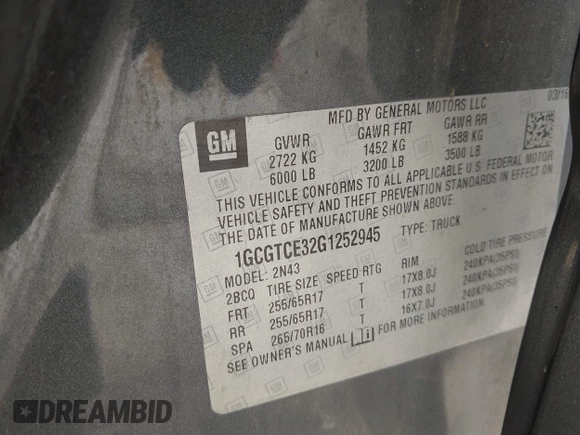 MFD BY GENERAL MOTORS LLC 03/16
GM GVWR GAWR FRT GAWR RR
2722 KG 1452 KG 1588 KG
6000 LB 3200 LB 3500 LB
THIS VEHICLE CONFORMS TO ALL APPLICABLE U.S. FEDERAL MOTOR
VEHICLE SAFETY AND THEFT PREVENTION STANDARDS IN EFFECT ON
THE DATE OF MANUFACTURE SHOWN ABOVE.
1GCGTCE32G1252945 TYPE: TRUCK
MODEL: 2N43
2BCQ TIRE SIZE SPEED RTG RIM COLD TIRE PRESSURE
FRT 255/65R17 T 17X8.0J 240KPA(35PSI)
RR 255/65R17 T 17X8.0J 240KPA(35PSI)
SPA 265/70R16 T 16X7.0J 240KPA(35PSI)
SEE OWNER'S MANUAL FOR MORE INFORMATION
DREAMBID